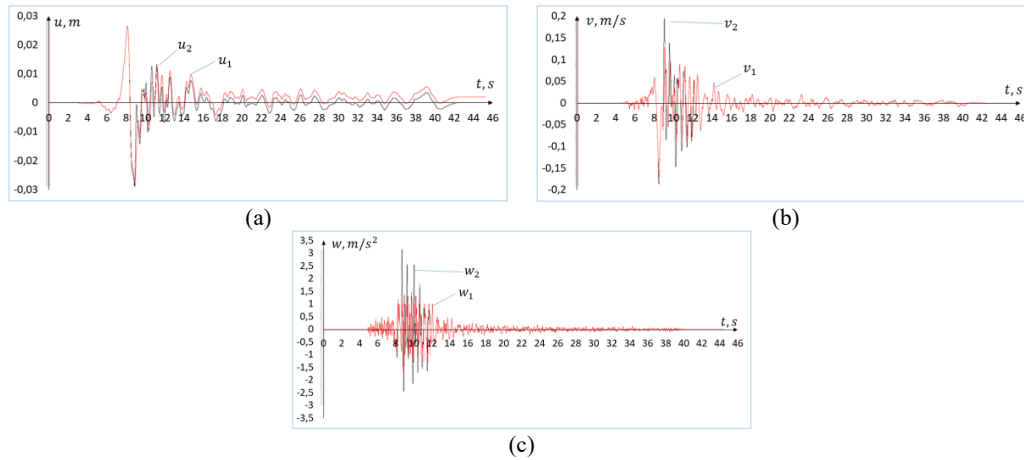 0,03
0,02
0,01
0
-0,01
-0,02
-0,03
u, m
u₂
u₁
t, s
0 2 4 6 8 10 12 14 16 18 20 22 24 26 28 30 32 34 36 38 40 42 44 46
(a)
0,2
0,15
0,1
0,05
0
-0,05
-0,1
-0,15
-0,2
v, m/s
v₂
v₁
t, s
0 2 4 6 8 10 12 14 16 18 20 22 24 26 28 30 32 34 36 38 40 42 44 46
(b)
3,5
3
2,5
2
1,5
1
0,5
0
-0,5
-1
-1,5
-2
-2,5
-3
-3,5
w, m/s²
w₂
w₁
t, s
0 2 4 6 8 10 12 14 16 18 20 22 24 26 28 30 32 34 36 38 40 42 44 46
(c)